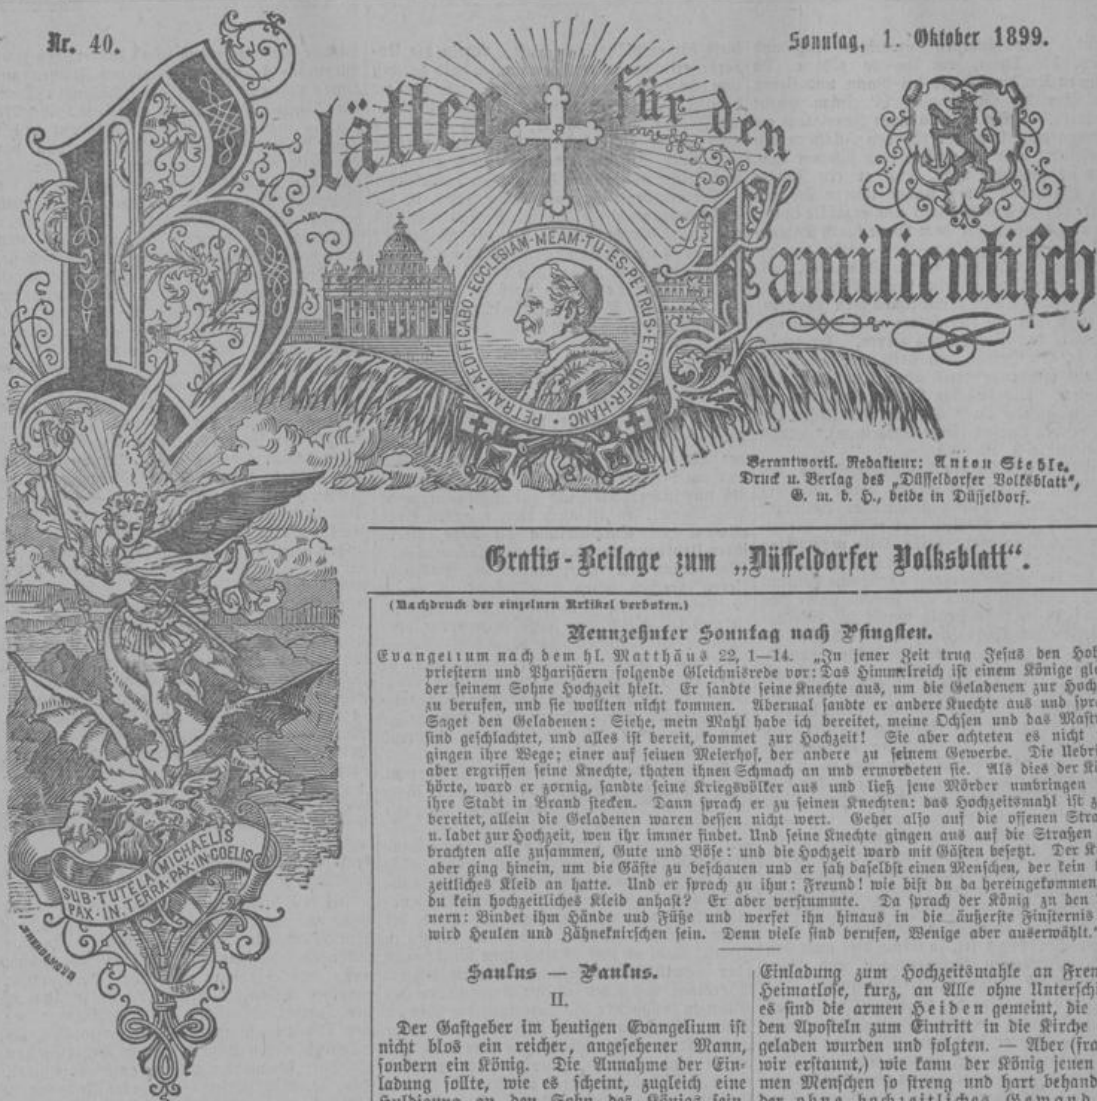 Nr. 40.
Sonntag, 1. Oktober 1899.
Blätter für den
Familientisch
PETRAM·AEDIFICABO·ECCLESIAM·MEAM·TU·ES·PETRUS·ET·SUPER·HANC
Verantwortl. Redakteur: Anton Stehle.
Druck u. Verlag des „Düsseldorfer Volksblatt“,
G. m. b. H., beide in Düsseldorf.
Gratis-Beilage zum „Düsseldorfer Volksblatt“.
(Nachdruck der einzelnen Artikel verboten.)
Neunzehnter Sonntag nach Pfingsten.
Evangelium nach dem hl. Matthäus 22, 1—14. „In jener Zeit trug Jesus den Hoh
priestern und Pharisäern folgende Gleichnisrede vor: Das Himmelreich ist einem Könige gle
der seinem Sohne Hochzeit hielt. Er sandte seine Knechte aus, um die Geladenen zur Hoch
zu berufen, und sie wollten nicht kommen. Abermal sandte er andere Knechte aus und spra
Saget den Geladenen: Siehe, mein Mahl habe ich bereitet, meine Ochsen und das Mast
sind geschlachtet, und alles ist bereit, kommet zur Hochzeit! Sie aber achteten es nicht
gingen ihre Wege; einer auf seinen Meierhof, der andere zu seinem Gewerbe. Die Uebri
aber ergriffen seine Knechte, thaten ihnen Schmach an und ermordeten sie. Als dies der Kö
hörte, ward er zornig, sandte seine Kriegsvölker aus und ließ jene Mörder umbringen
ihre Stadt in Brand stecken. Dann sprach er zu seinen Knechten: das Hochzeitsmahl ist z
bereitet, allein die Geladenen waren dessen nicht wert. Gehet also auf die offenen Stra
u. ladet zur Hochzeit, wen ihr immer findet. Und seine Knechte gingen aus auf die Straßen
brachten alle zusammen, Gute und Böse: und die Hochzeit ward mit Gästen besetzt. Der K
aber ging hinein, um die Gäste zu beschauen und er sah daselbst einen Menschen, der kein
zeitliches Kleid an hatte. Und er sprach zu ihm: Freund! wie bist du da hereingekommen
du kein hochzeitliches Kleid anhast? Er aber verstummte. Da sprach der König zu den
nern: Bindet ihm Hände und Füße und werfet ihn hinaus in die äußerste Finsternis
wird Heulen und Zähneknirschen sein. Denn viele sind berufen, Wenige aber auserwählt.“
SUB·TUTELA MICHAELIS
PAX·IN TERRA·PAX·IN·COELIS
Saulus — Paulus.
II.
Der Gastgeber im heutigen Evangelium ist
nicht blos ein reicher, angesehener Mann,
sondern ein König. Die Annahme der Ein-
ladung sollte, wie es scheint, zugleich eine
Huldigung an den Sohn des Königs sein
Einladung zum Hochzeitsmahle an Frem
Heimatlose, kurz, an Alle ohne Unterschi
es sind die armen Heiden gemeint, die
den Aposteln zum Eintritt in die Kirche
geladen wurden und folgten. — Aber (fra
wir erstaunt,) wie kann der König jenen
men Menschen so streng und hart behand
der ohne hochzeitliches Gewand